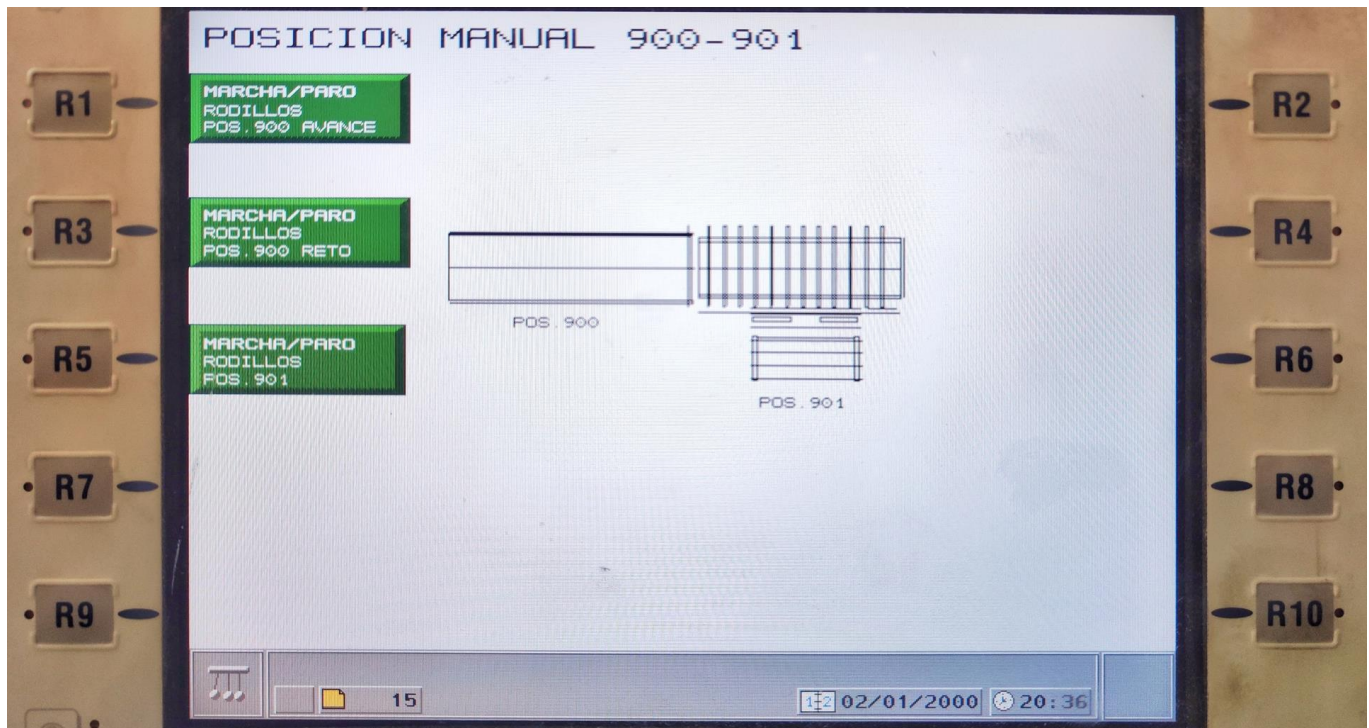 POSICION MANUAL 900-901
R1
MARCHA/PARO
RODILLOS
POS.900 AVANCE
R2
R3
MARCHA/PARO
RODILLOS
POS.900 RETO
R4
POS.900
R5
MARCHA/PARO
RODILLOS
POS.901
R6
POS.901
R7
R8
R9
R10
15
1 2 02/01/2000 20:36